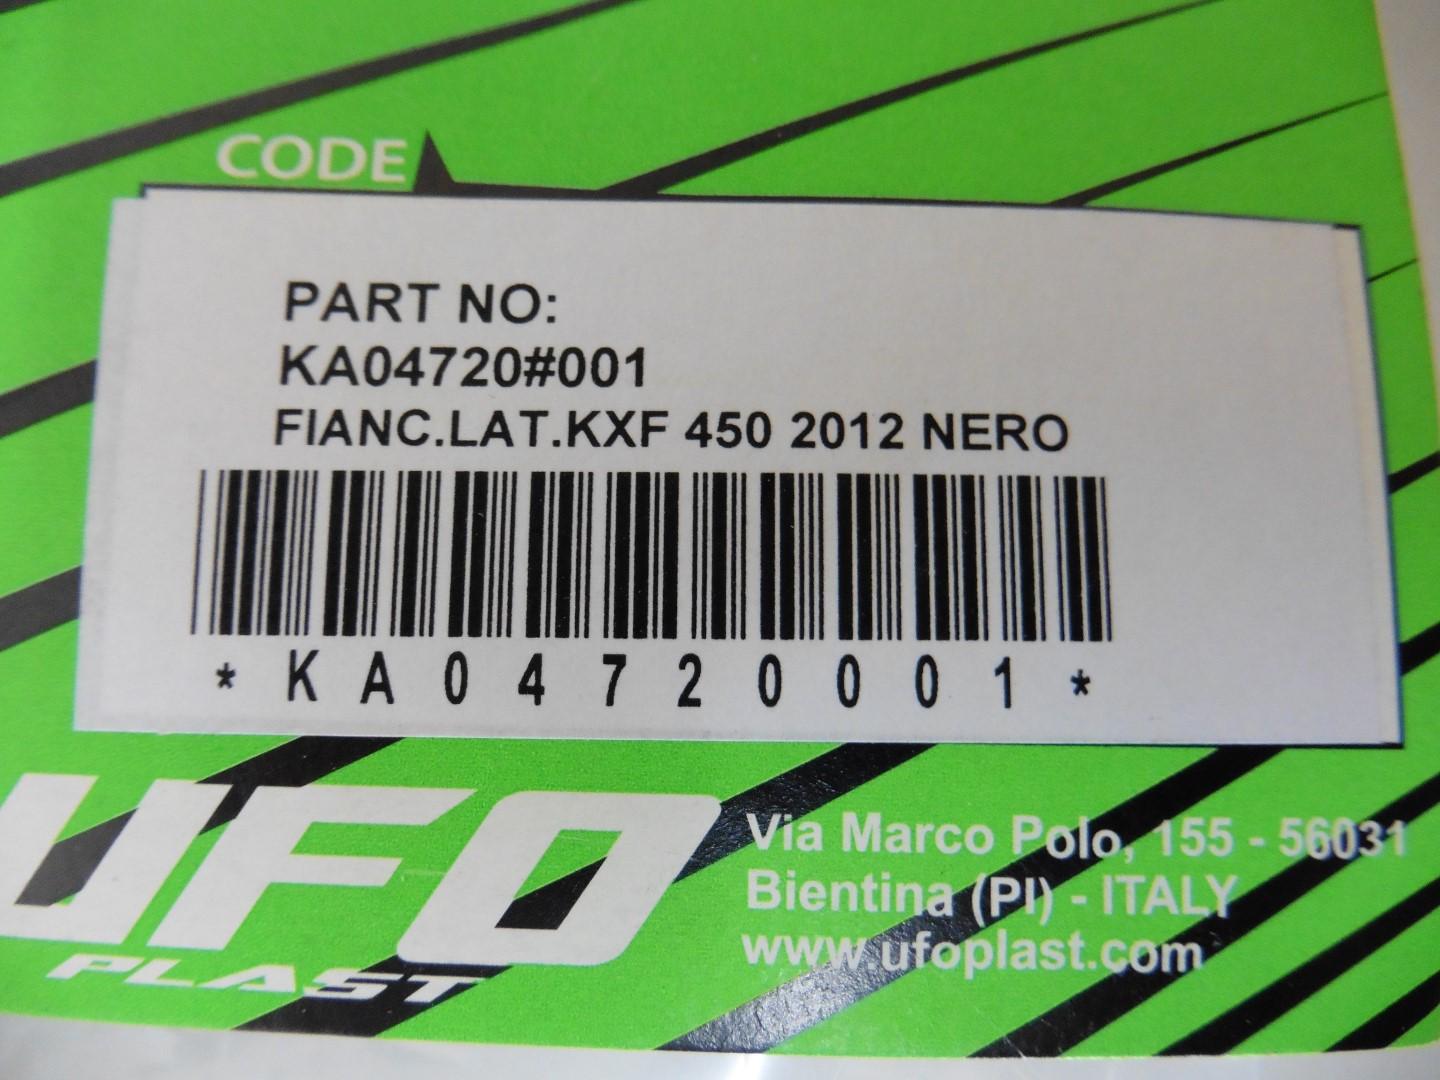 CODE
PART NO:
KA04720#001
FIANC.LAT.KXF 450 2012 NERO
*KA04720001*
UFO
PLAST
Via Marco Polo, 155 - 56031
Bientina (PI) - ITALY
www.ufoplast.com